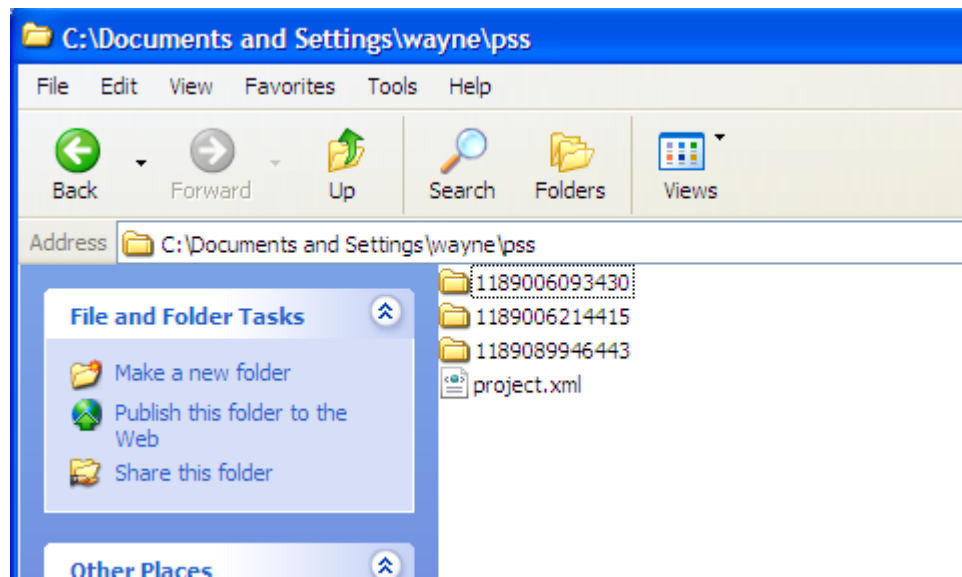 C:\Documents and Settings\wayne\pss
File Edit View Favorites Tools Help
Back Forward Up Search Folders Views
Address C:\Documents and Settings\wayne\pss
1189006093430
File and Folder Tasks
1189006214415
1189089946443
Make a new folder
project.xml
Publish this folder to the
Web
Share this folder
Other Places